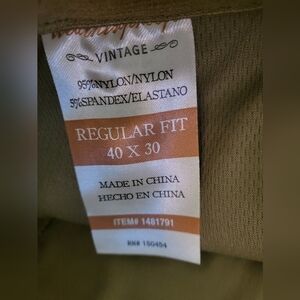 VINTAGE
95%NYLON/NYLON
5%SPANDEX/ELASTANO
REGULAR FIT
40 X 30
MADE IN CHINA
HECHO EN CHINA
ITEM# 1481791
RN# 150454